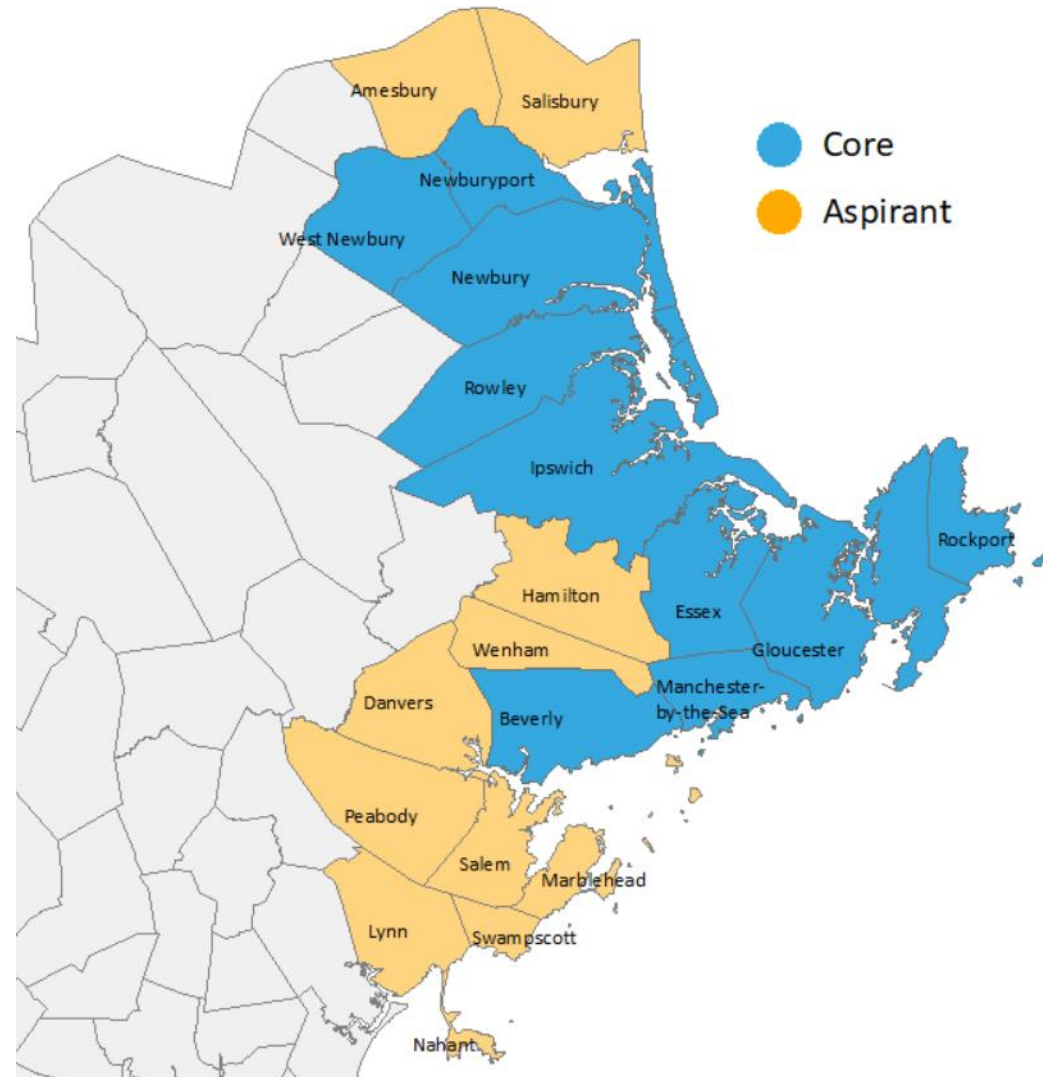 Amesbury
Salisbury
Core
Newburyport
Aspirant
West Newbury
Newbury
Rowley
Ipswich
Rockport
Hamilton
Essex
Wenham
Gloucester
Danvers
Manchester-
by-the-Sea
Beverly
Peabody
Salem
Marblehead
Lynn
Swampscott
Nahant